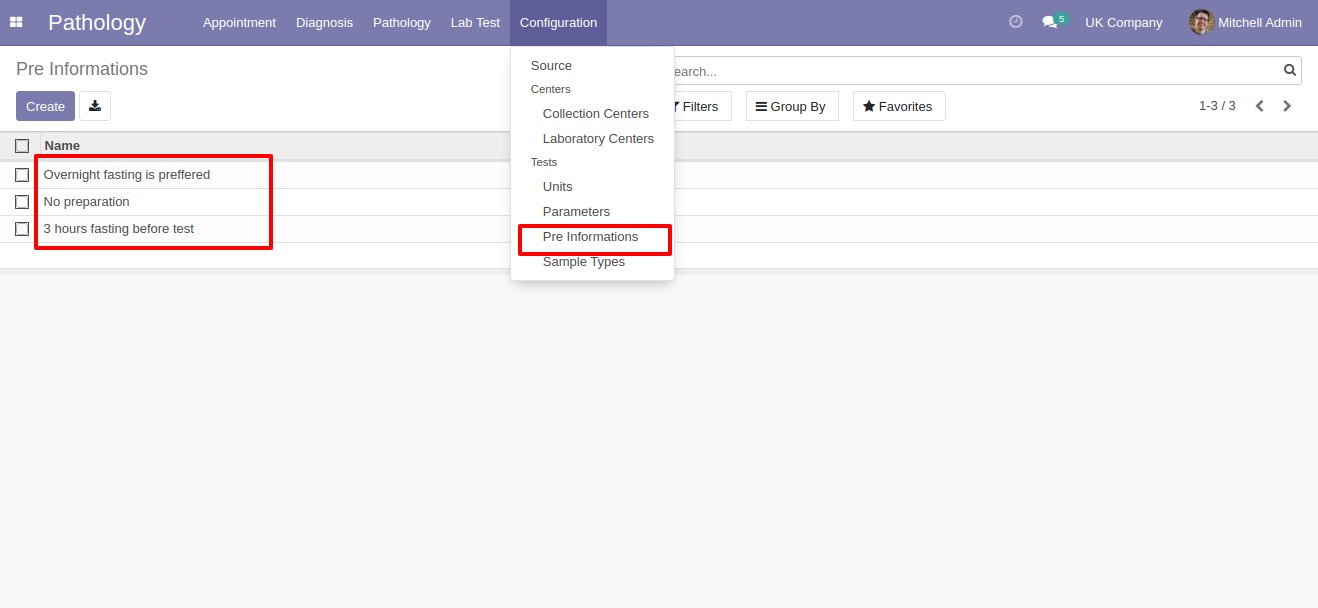 Pathology Appointment Diagnosis Pathology Lab Test Configuration 5 UK Company Mitchell Admin
Pre Informations
earch...
Create
Filters Group By Favorites 1-3 / 3
Source
Centers
Collection Centers
Laboratory Centers
Tests
Units
Parameters
Pre Informations
Sample Types
Name
Overnight fasting is preffered
No preparation
3 hours fasting before test